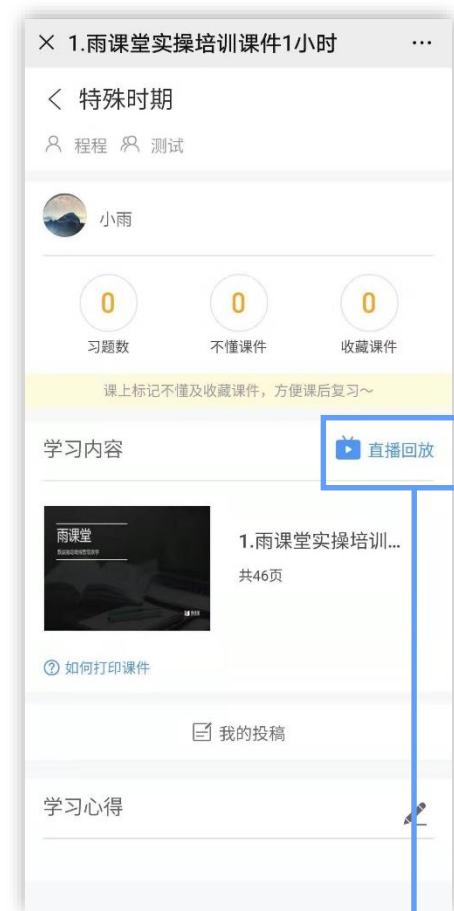 × 1.雨课堂实操培训课件1小时 ...
< 特殊时期
程程 测试
小雨
0 0 0
习题数 不懂课件 收藏课件
课上标记不懂及收藏课件，方便课后复习～
学习内容 直播回放
雨课堂
1.雨课堂实操培训...
共46页
? 如何打印课件
我的投稿
学习心得